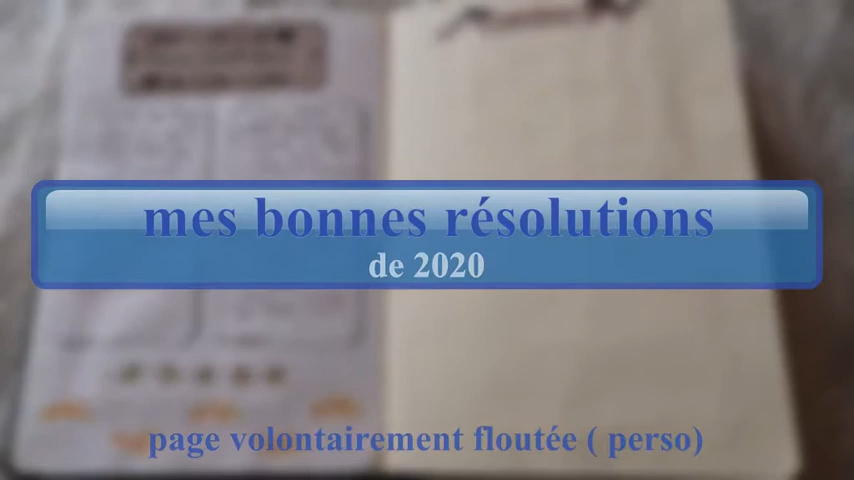 mes bonnes résolutions
de 2020
page volontairement floutée ( perso)